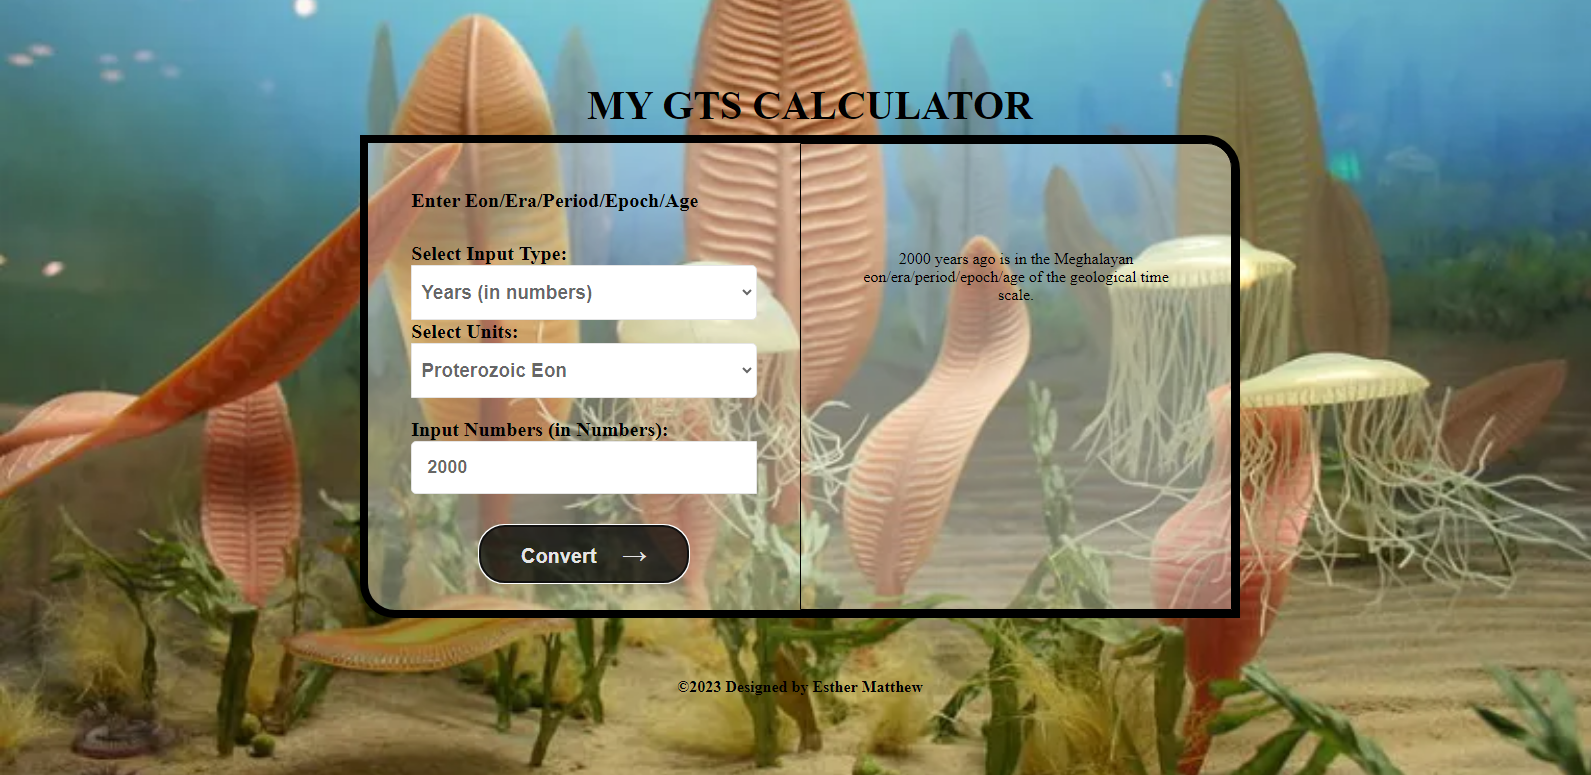 MY GTS CALCULATOR
Enter Eon/Era/Period/Epoch/Age
Select Input Type:
Years (in numbers)
Select Units:
Proterozoic Eon
Input Numbers (in Numbers):
2000
Convert →
2000 years ago is in the Meghalayan
eon/era/period/epoch/age of the geological time
scale.
©2023 Designed by Esther Matthew